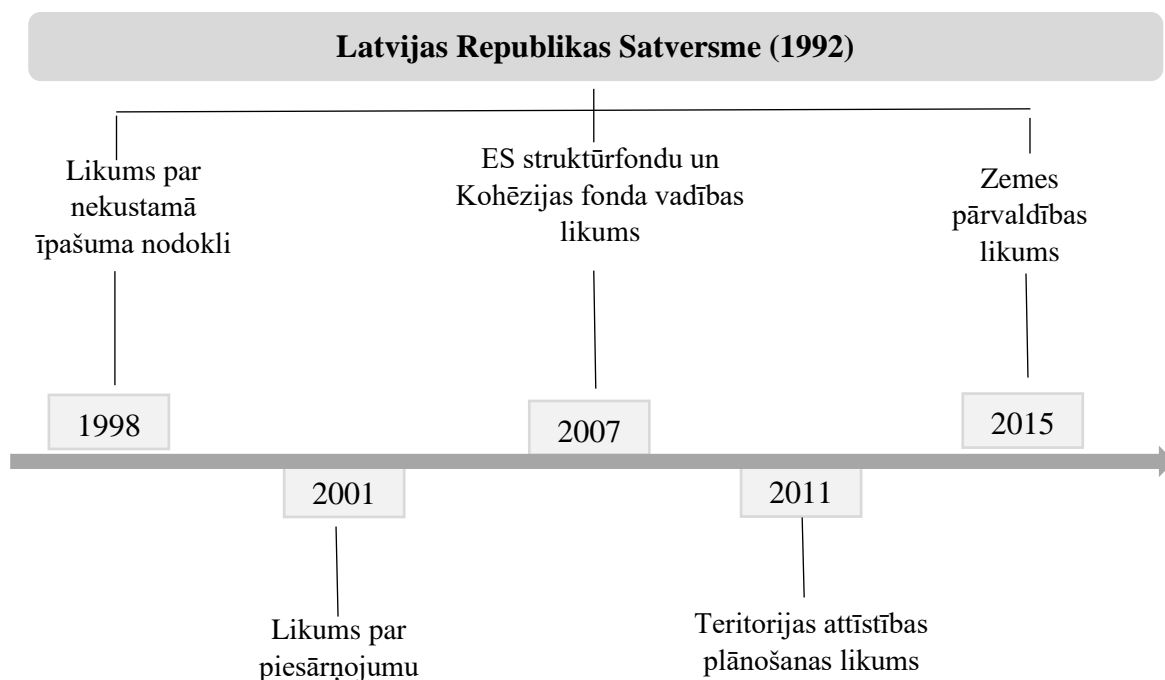 Latvijas Republikas Satversme (1992)
Likums par
nekustamā
īpašuma nodokli
ES struktūrfondu un
Kohēzijas fonda vadības
likums
Zemes
pārvaldības
likums
1998
2007
2015
2001
2011
Likums par
piesārņojumu
Teritorijas attīstības
plānošanas likums